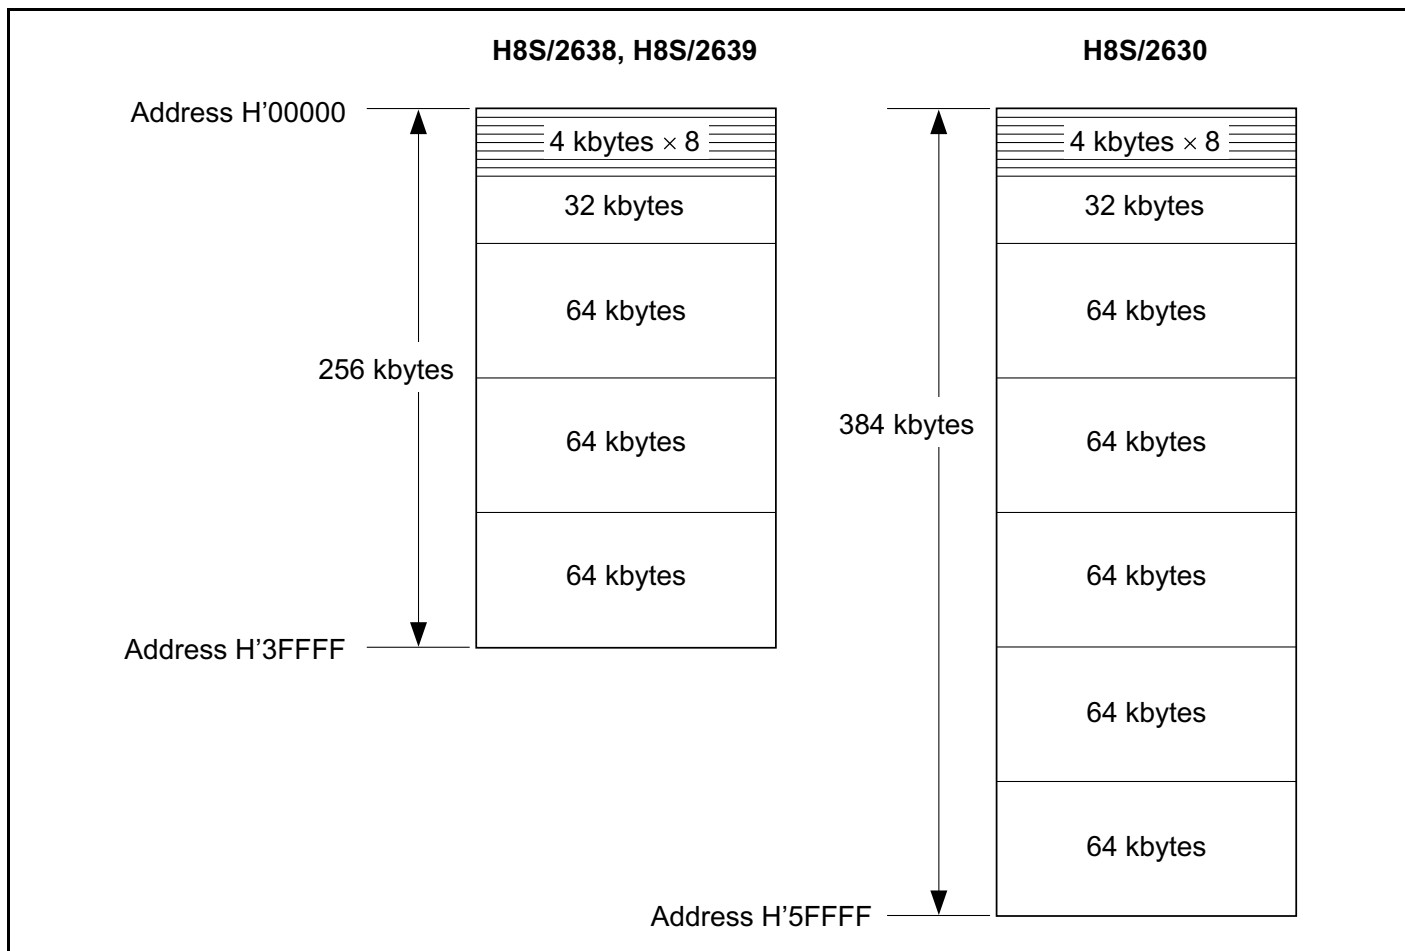 H8S/2638, H8S/2639
H8S/2630
Address H’00000
4 kbytes × 8
4 kbytes × 8
32 kbytes
32 kbytes
64 kbytes
64 kbytes
256 kbytes
384 kbytes
64 kbytes
64 kbytes
64 kbytes
64 kbytes
Address H’3FFFF
64 kbytes
64 kbytes
Address H’5FFFF